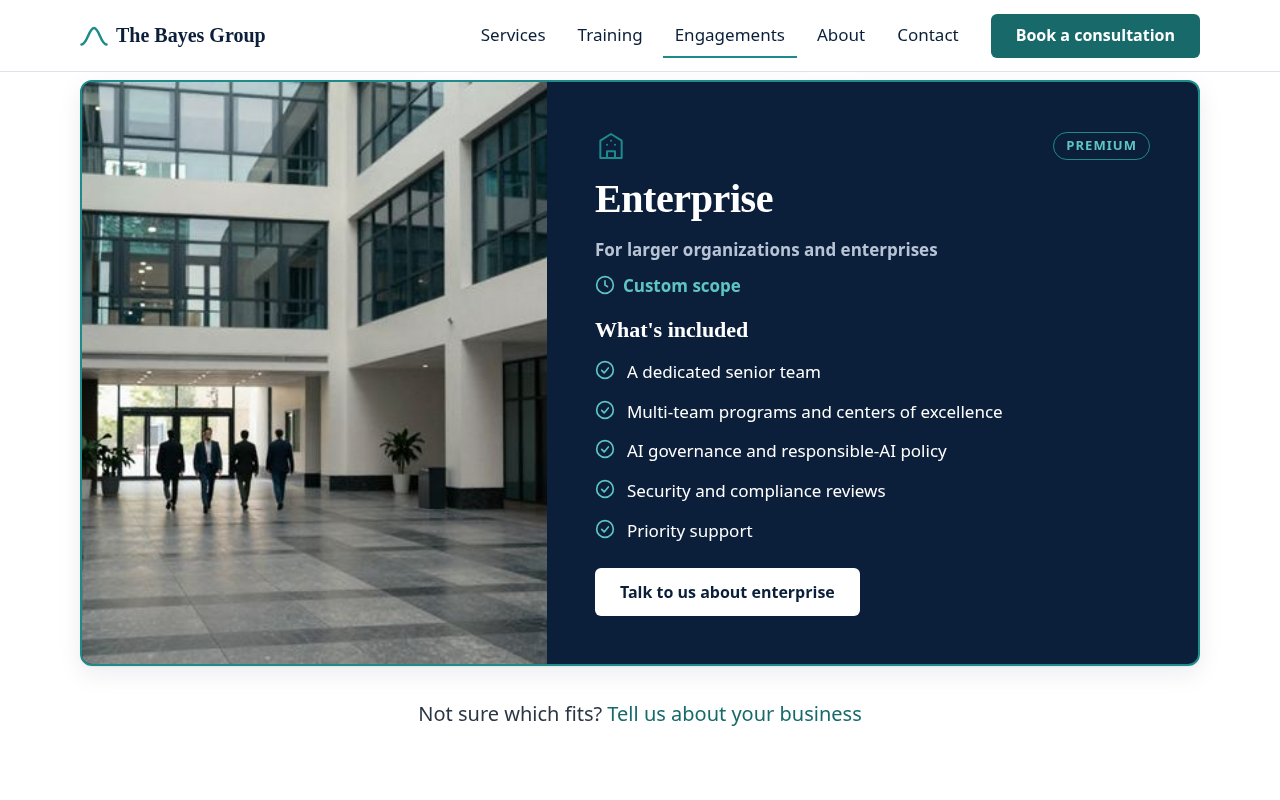 The Bayes Group
Services
Training
Engagements
About
Contact
Book a consultation
PREMIUM
Enterprise
For larger organizations and enterprises
Custom scope
What's included
A dedicated senior team
Multi-team programs and centers of excellence
AI governance and responsible-AI policy
Security and compliance reviews
Priority support
Talk to us about enterprise
Not sure which fits? Tell us about your business